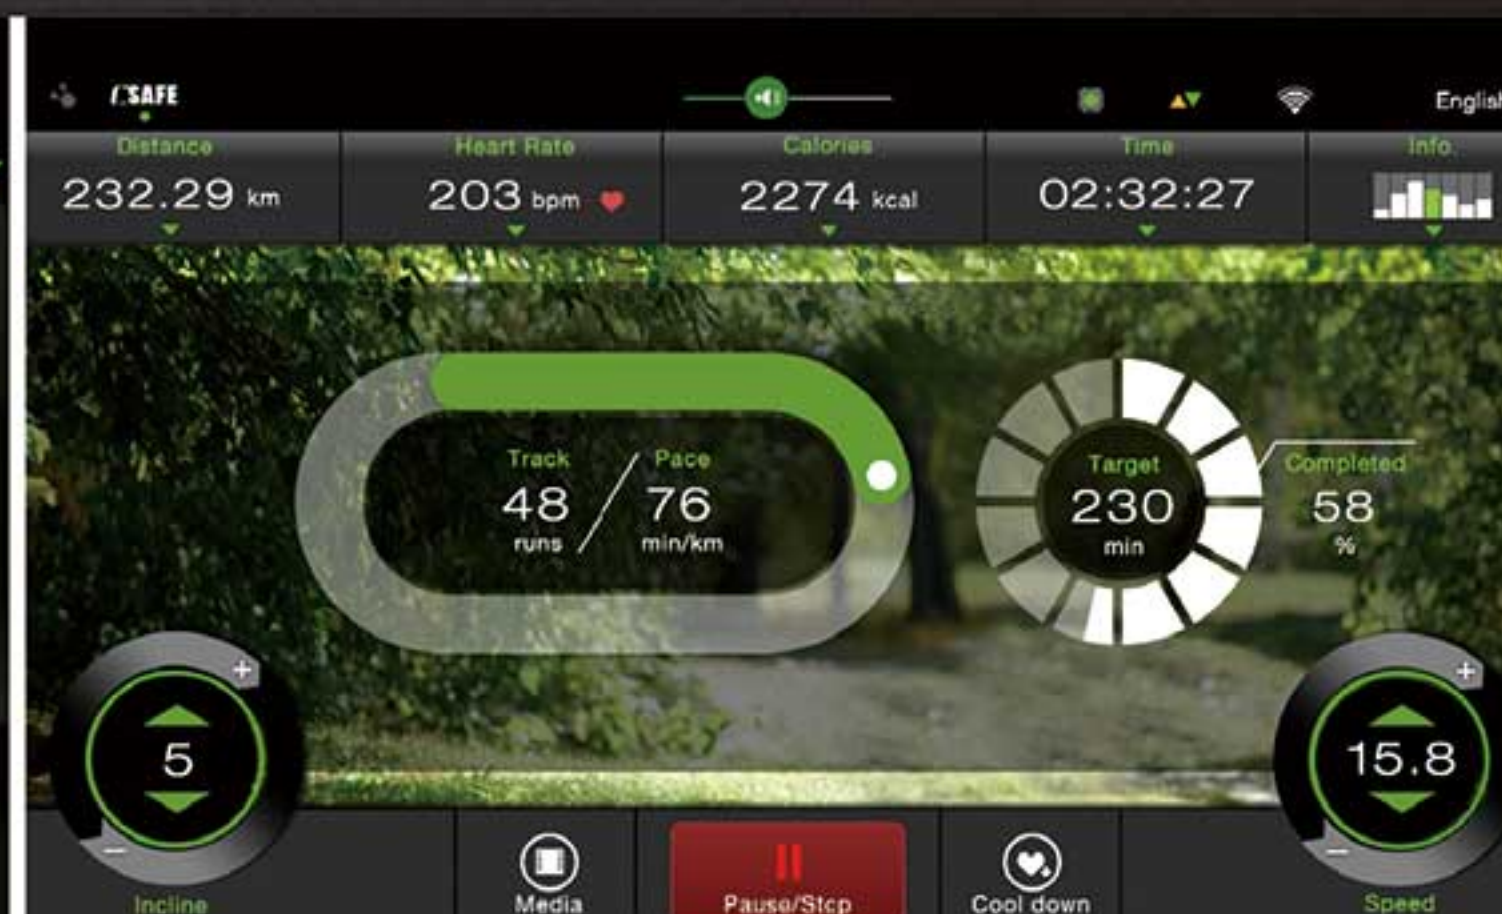 CSAFE
English
Distance
Heart Rate
Calories
Time
Info.
232.29 km
203 bpm
2274 kcal
02:32:27
Track
48
runs
Pace
76
min/km
Target
230
min
Completed
58
%
+
5
−
Incline
+
15.8
−
Speed
Media
Pause/Stop
Cool down